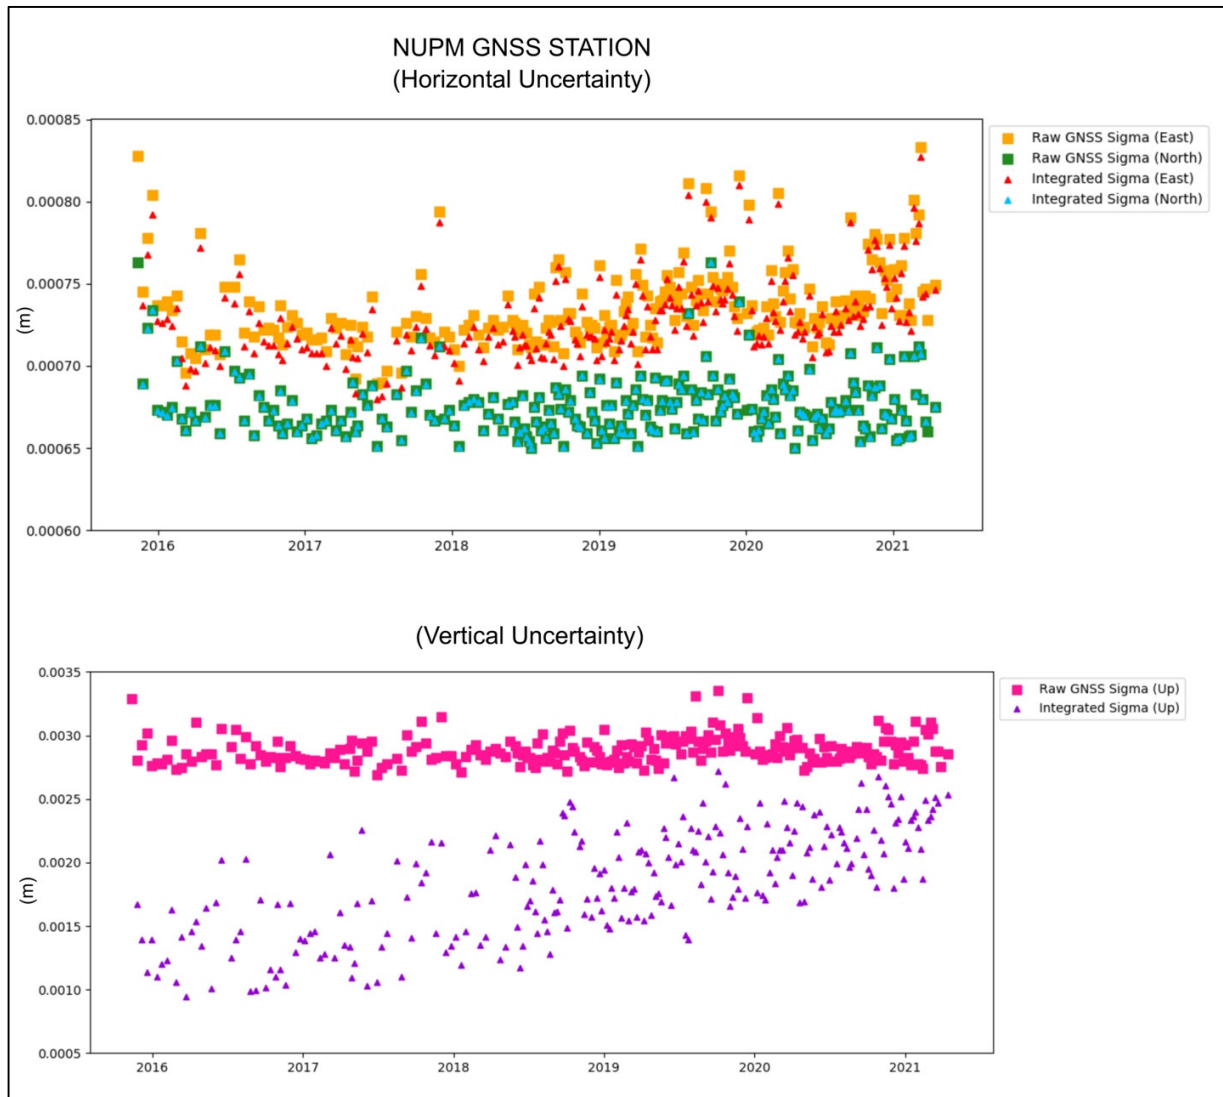 NUPM GNSS STATION
(Horizontal Uncertainty)
0.00085
0.00080
0.00075
0.00070
0.00065
0.00060
(m)
2016 2017 2018 2019 2020 2021
Raw GNSS Sigma (East)
Raw GNSS Sigma (North)
Integrated Sigma (East)
Integrated Sigma (North)
(Vertical Uncertainty)
0.0035
0.0030
0.0025
0.0020
0.0015
0.0010
0.0005
(m)
2016 2017 2018 2019 2020 2021
Raw GNSS Sigma (Up)
Integrated Sigma (Up)